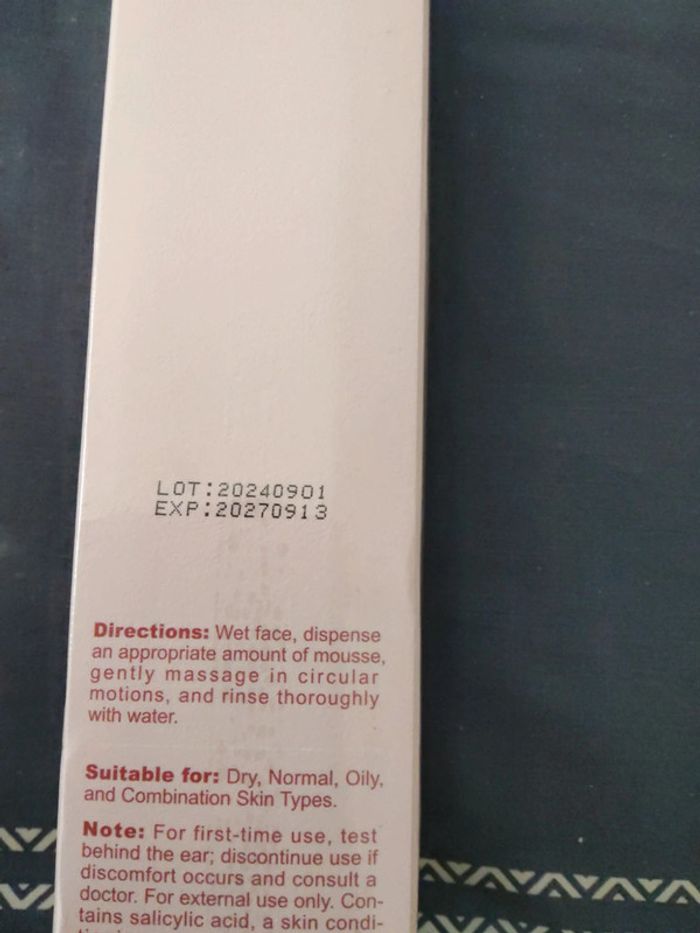 LOT:20240901
EXP:20270913
Directions: Wet face, dispense
an appropriate amount of mousse,
gently massage in circular
motions, and rinse thoroughly
with water.
Suitable for: Dry, Normal, Oily,
and Combination Skin Types.
Note: For first-time use, test
behind the ear; discontinue use if
discomfort occurs and consult a
doctor. For external use only. Con-
tains salicylic acid, a skin condi-